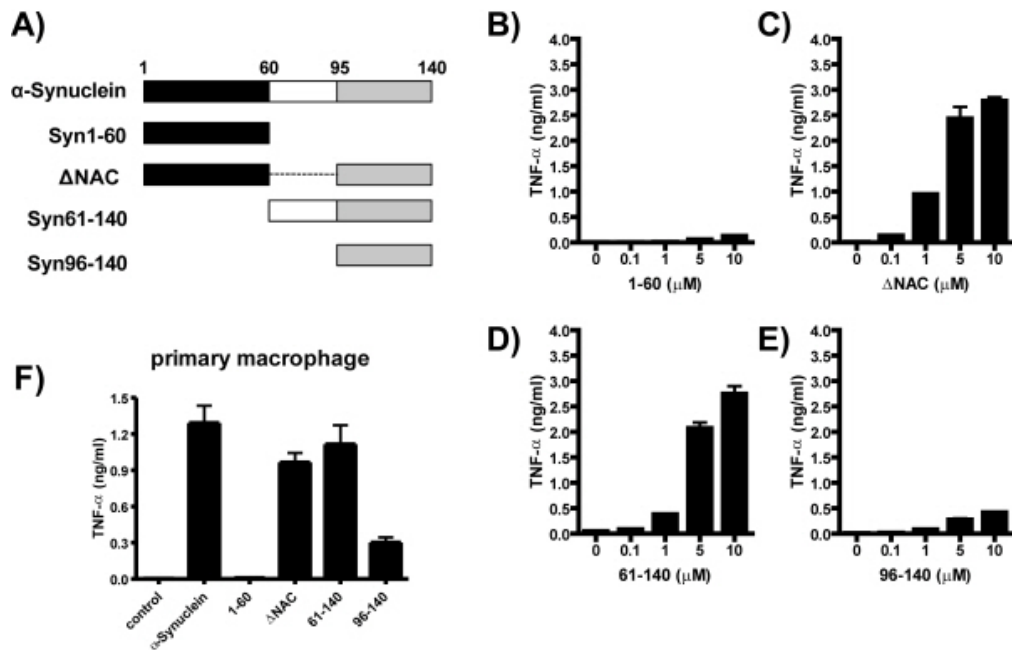 A)
1 60 95 140
α-Synuclein
Syn1-60
ΔNAC
Syn61-140
Syn96-140
B)
TNF-α (ng/ml)
4.0
3.5
3.0
2.5
2.0
1.5
1.0
0.5
0.0
0 0.1 1 5 10
1-60 (μM)
C)
TNF-α (ng/ml)
4.0
3.5
3.0
2.5
2.0
1.5
1.0
0.5
0.0
0 0.1 1 5 10
ΔNAC (μM)
D)
TNF-α (ng/ml)
4.0
3.5
3.0
2.5
2.0
1.5
1.0
0.5
0.0
0 0.1 1 5 10
61-140 (μM)
E)
TNF-α (ng/ml)
4.0
3.5
3.0
2.5
2.0
1.5
1.0
0.5
0.0
0 0.1 1 5 10
96-140 (μM)
F)
primary macrophage
TNF-α (ng/ml)
1.5
1.2
0.9
0.6
0.3
0.0
control
α-Synuclein
1-60
ΔNAC
61-140
96-140